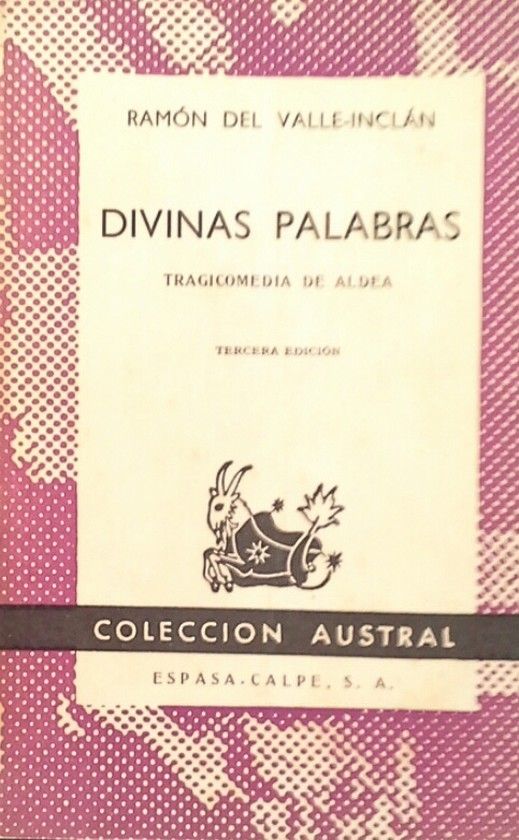 RAMÓN DEL VALLE-INCLÁN
DIVINAS PALABRAS
TRAGICOMEDIA DE ALDEA
TERCERA EDICIÓN
COLECCION AUSTRAL
ESPASA-CALPE, S. A.